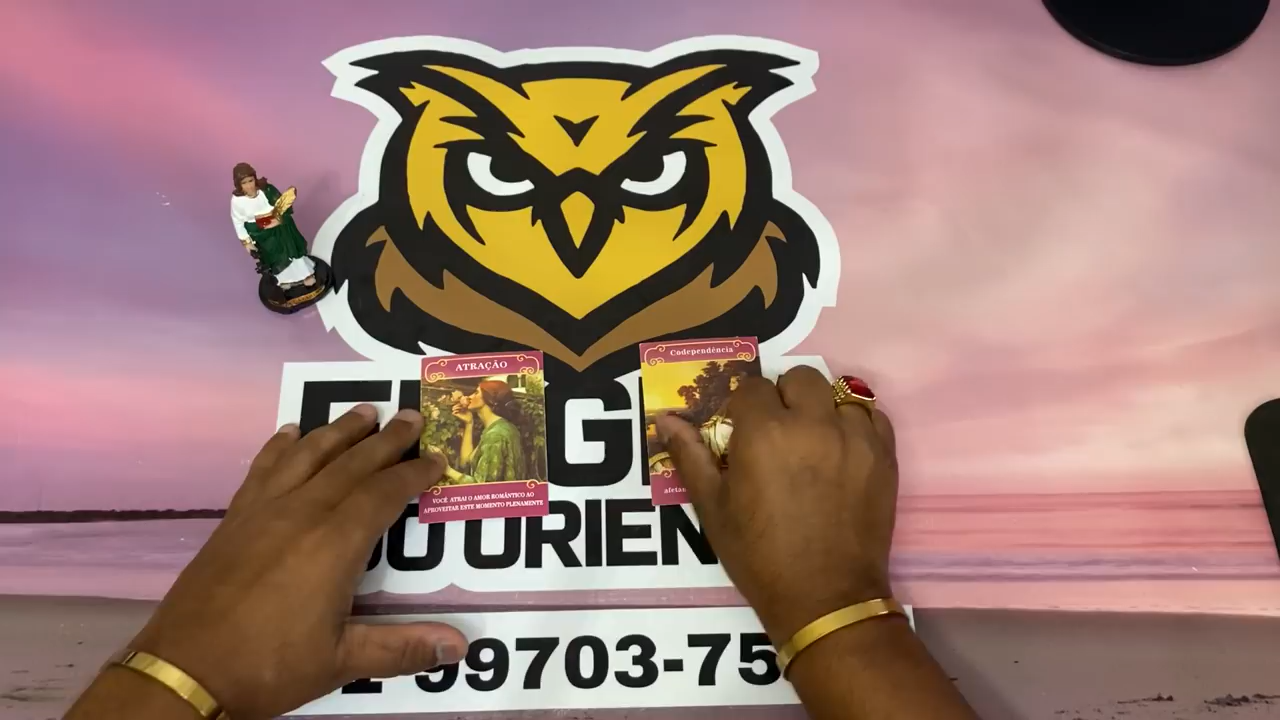 ATRAÇÃO
VOCÊ ATRAI O AMOR ROMÂNTICO AO
APROVEITAR ESTE MOMENTO PLENAMENTE
Codependência
DO ORIEN
99703-75